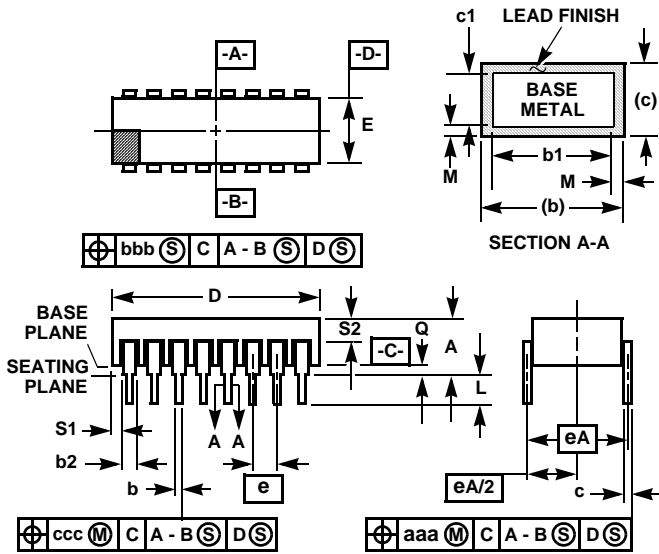 -A-
-D-
E
-B-
⌖ bbb Ⓢ C A - B Ⓢ D Ⓢ
c1
LEAD FINISH
BASE
METAL
(c)
b1
M
M
(b)
SECTION A-A
D
BASE
PLANE
SEATING
PLANE
S2
Q
-C-
A
L
S1
b2
b
A
A
e
eA
eA/2
c
⌖ ccc Ⓜ C A - B Ⓢ D Ⓢ
⌖ aaa Ⓜ C A - B Ⓢ D Ⓢ